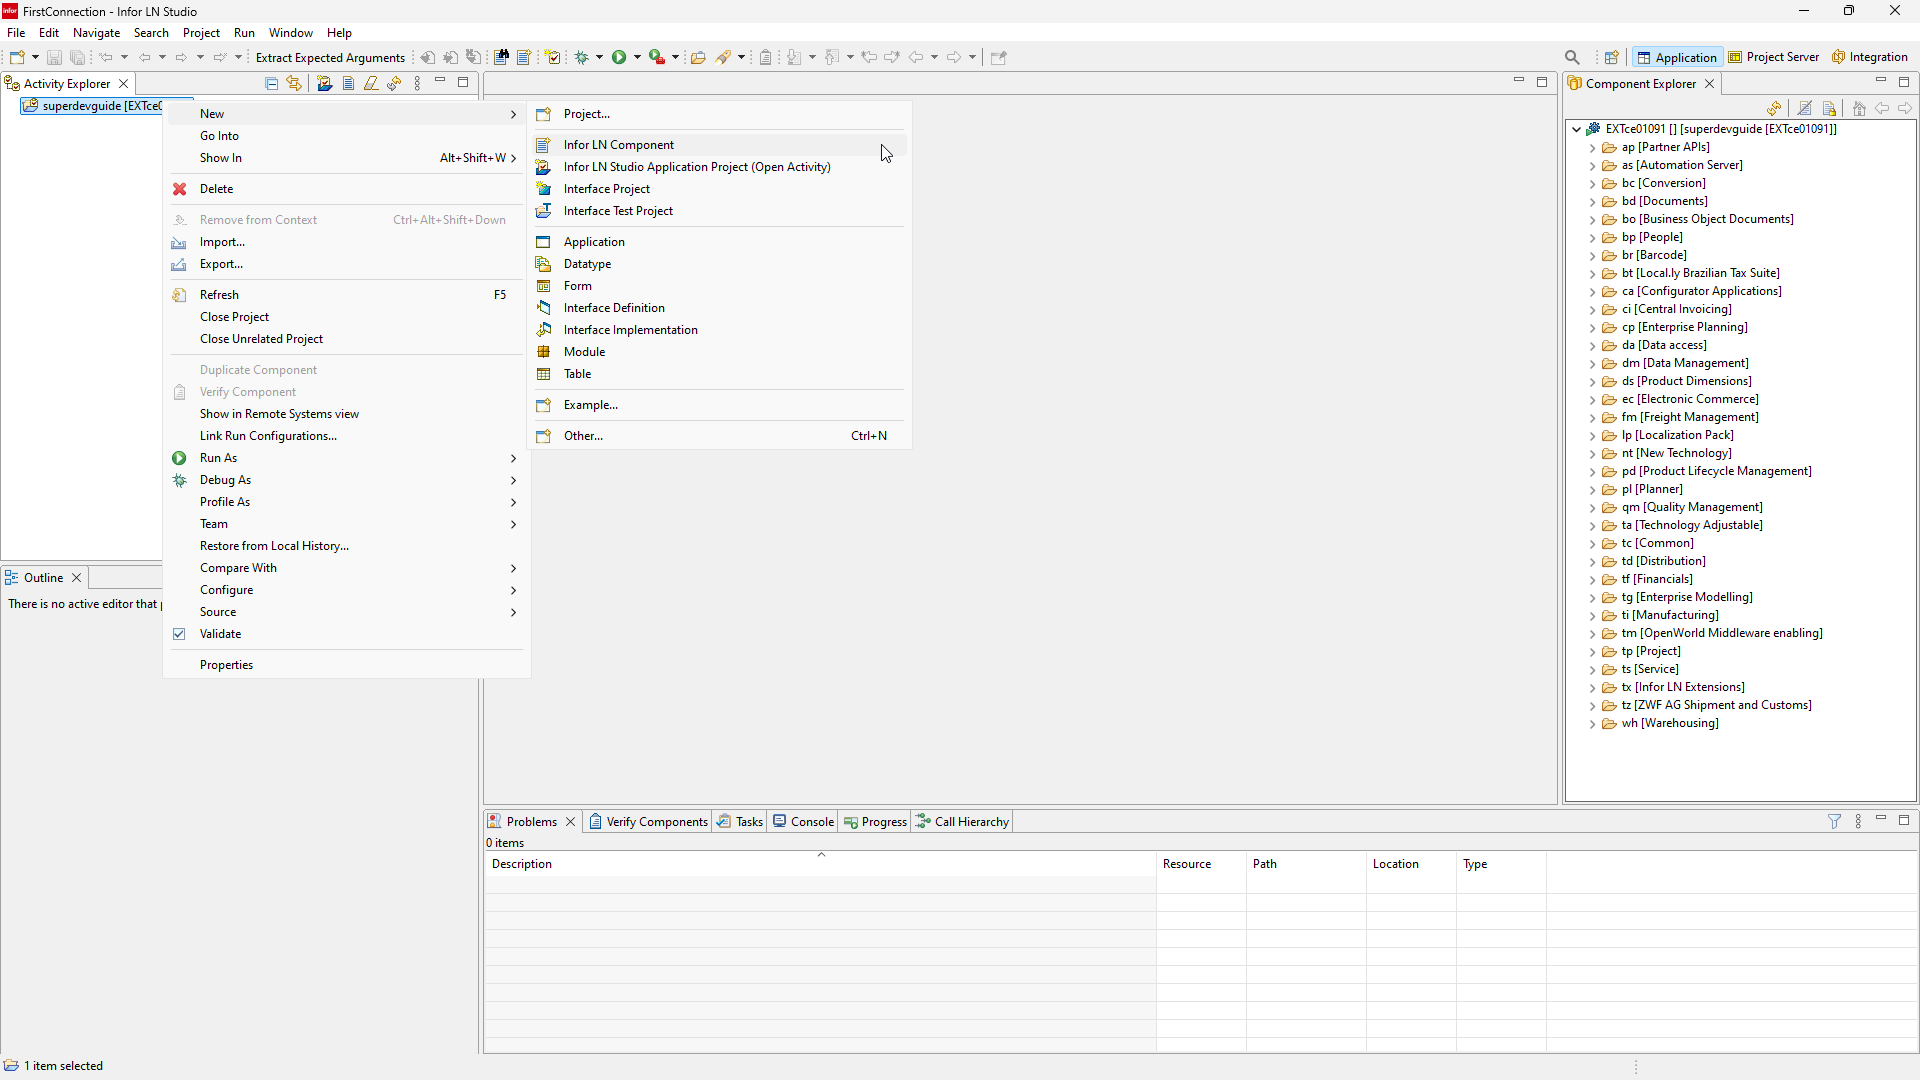 infor FirstConnection - Infor LN Studio
File Edit Navigate Search Project Run Window Help
Extract Expected Arguments
Application Project Server Integration
Activity Explorer
superdevguide [EXTce0
New
Go Into
Show In Alt+Shift+W
Delete
Remove from Context Ctrl+Alt+Shift+Down
Import...
Export...
Refresh F5
Close Project
Close Unrelated Project
Duplicate Component
Verify Component
Show in Remote Systems view
Link Run Configurations...
Run As
Debug As
Profile As
Team
Restore from Local History...
Compare With
Configure
Source
Validate
Properties
Project...
Infor LN Component
Infor LN Studio Application Project (Open Activity)
Interface Project
Interface Test Project
Application
Datatype
Form
Interface Definition
Interface Implementation
Module
Table
Example...
Other... Ctrl+N
Outline
There is no active editor that
Component Explorer
EXTce01091 [] [superdevguide [EXTce01091]]
ap [Partner APIs]
as [Automation Server]
bc [Conversion]
bd [Documents]
bo [Business Object Documents]
bp [People]
br [Barcode]
bt [Local.ly Brazilian Tax Suite]
ca [Configurator Applications]
ci [Central Invoicing]
cp [Enterprise Planning]
da [Data access]
dm [Data Management]
ds [Product Dimensions]
ec [Electronic Commerce]
fm [Freight Management]
lp [Localization Pack]
nt [New Technology]
pd [Product Lifecycle Management]
pl [Planner]
qm [Quality Management]
ta [Technology Adjustable]
tc [Common]
td [Distribution]
tf [Financials]
tg [Enterprise Modelling]
ti [Manufacturing]
tm [OpenWorld Middleware enabling]
tp [Project]
ts [Service]
tx [Infor LN Extensions]
tz [ZWF AG Shipment and Customs]
wh [Warehousing]
Problems Verify Components Tasks Console Progress Call Hierarchy
0 items
Description Resource Path Location Type
1 item selected